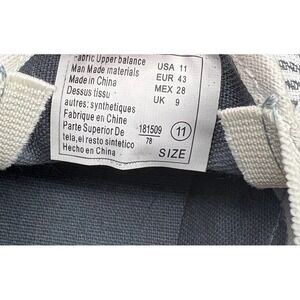 Fabric Upper balance
Man Made materials
Made in China
Dessus tissu
autres: synthetiques
Fabrique en Chine
Parte Superior De
tela,el resto sintetico
Hecho en China
USA 11
EUR 43
MEX 28
UK 9
181509
78
11
SIZE